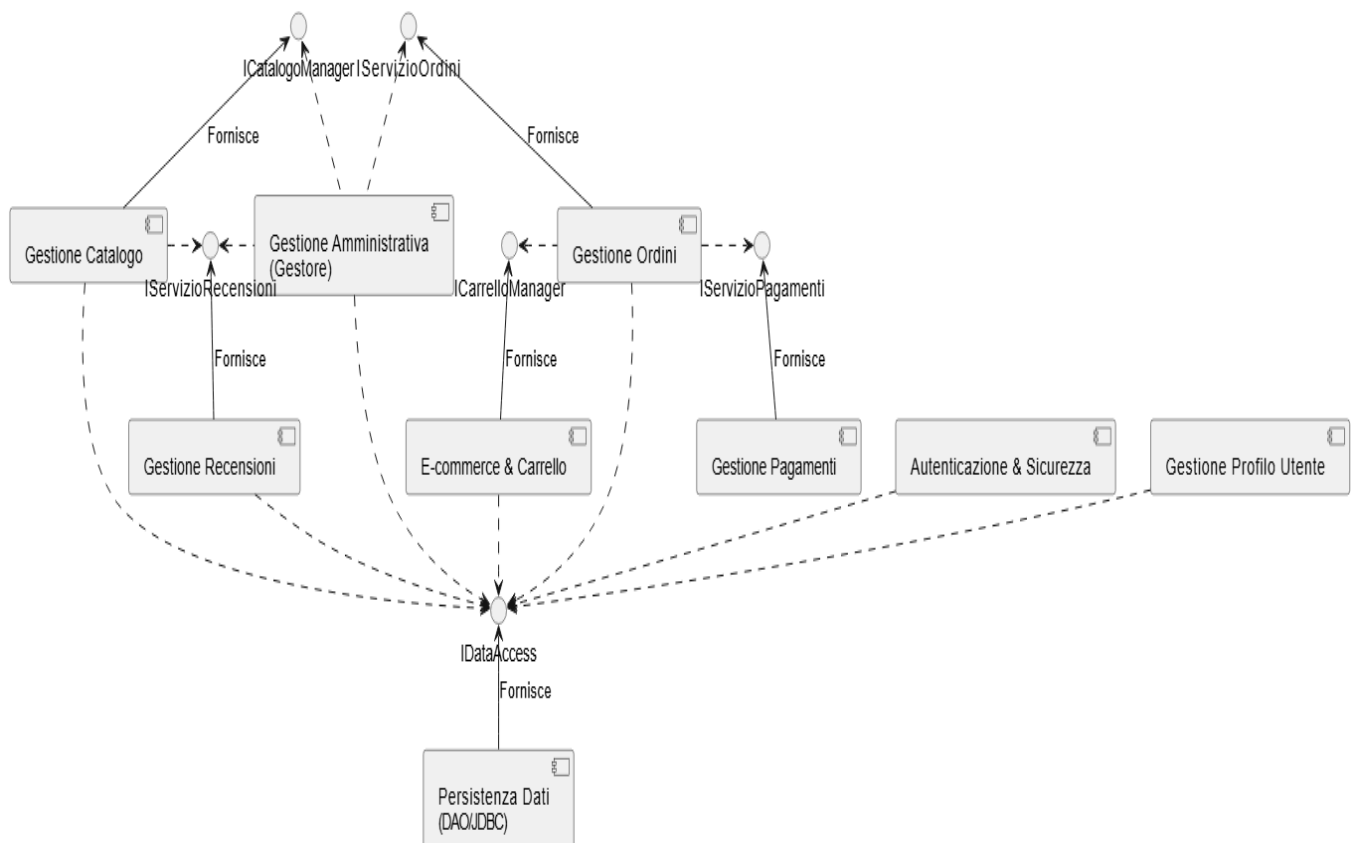 ICatalogoManager
IServizioOrdini
Fornisce
Fornisce
Gestione Catalogo
Gestione Amministrativa
(Gestore)
Gestione Ordini
IServizioRecensioni
ICarrelloManager
IServizioPagamenti
Fornisce
Fornisce
Fornisce
Gestione Recensioni
E-commerce & Carrello
Gestione Pagamenti
Autenticazione & Sicurezza
Gestione Profilo Utente
IDataAccess
Fornisce
Persistenza Dati
(DAO/JDBC)